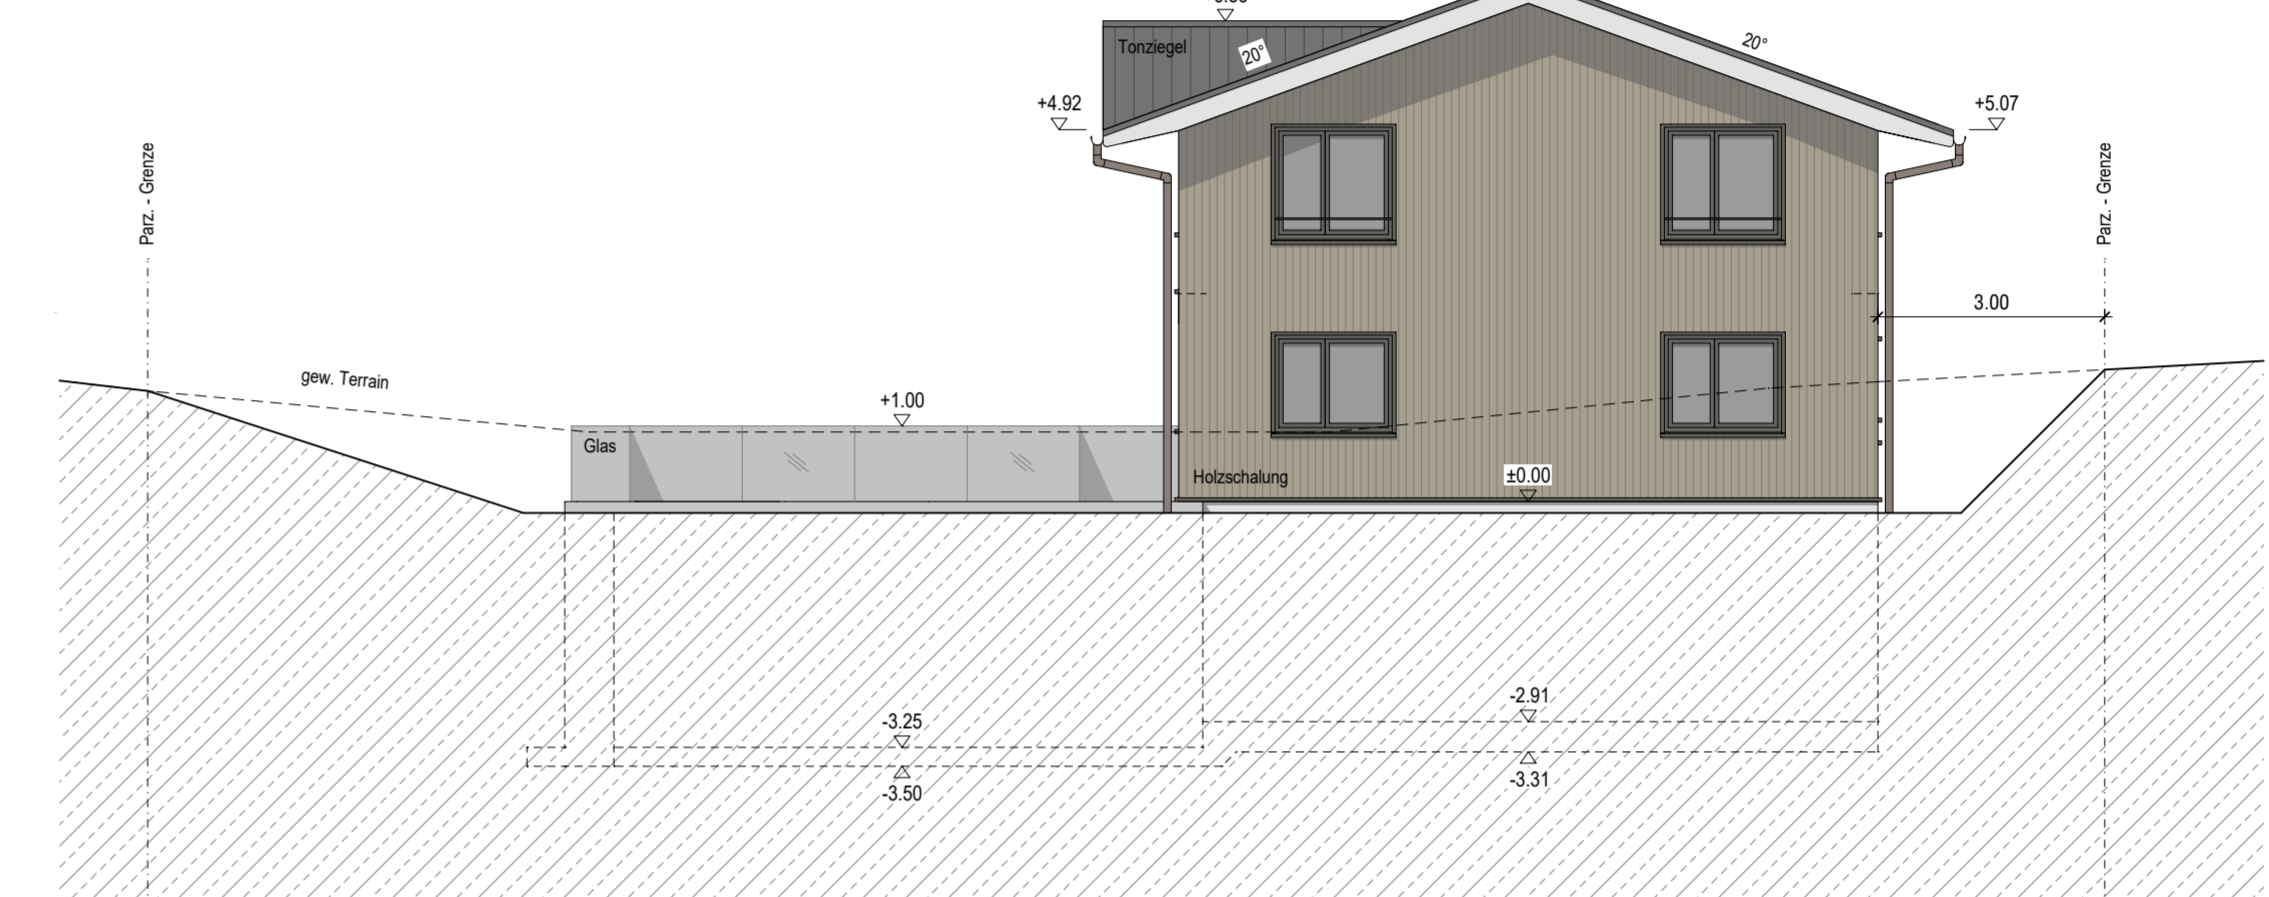 Tonziegel
20°
20°
+4.92
+5.07
Parz. - Grenze
Parz. - Grenze
3.00
gew. Terrain
+1.00
Glas
Holzschalung
±0.00
-2.91
-3.25
-3.31
-3.50